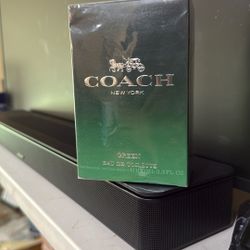 COACH
NEW YORK
GREEN
EAU DE TOILETTE